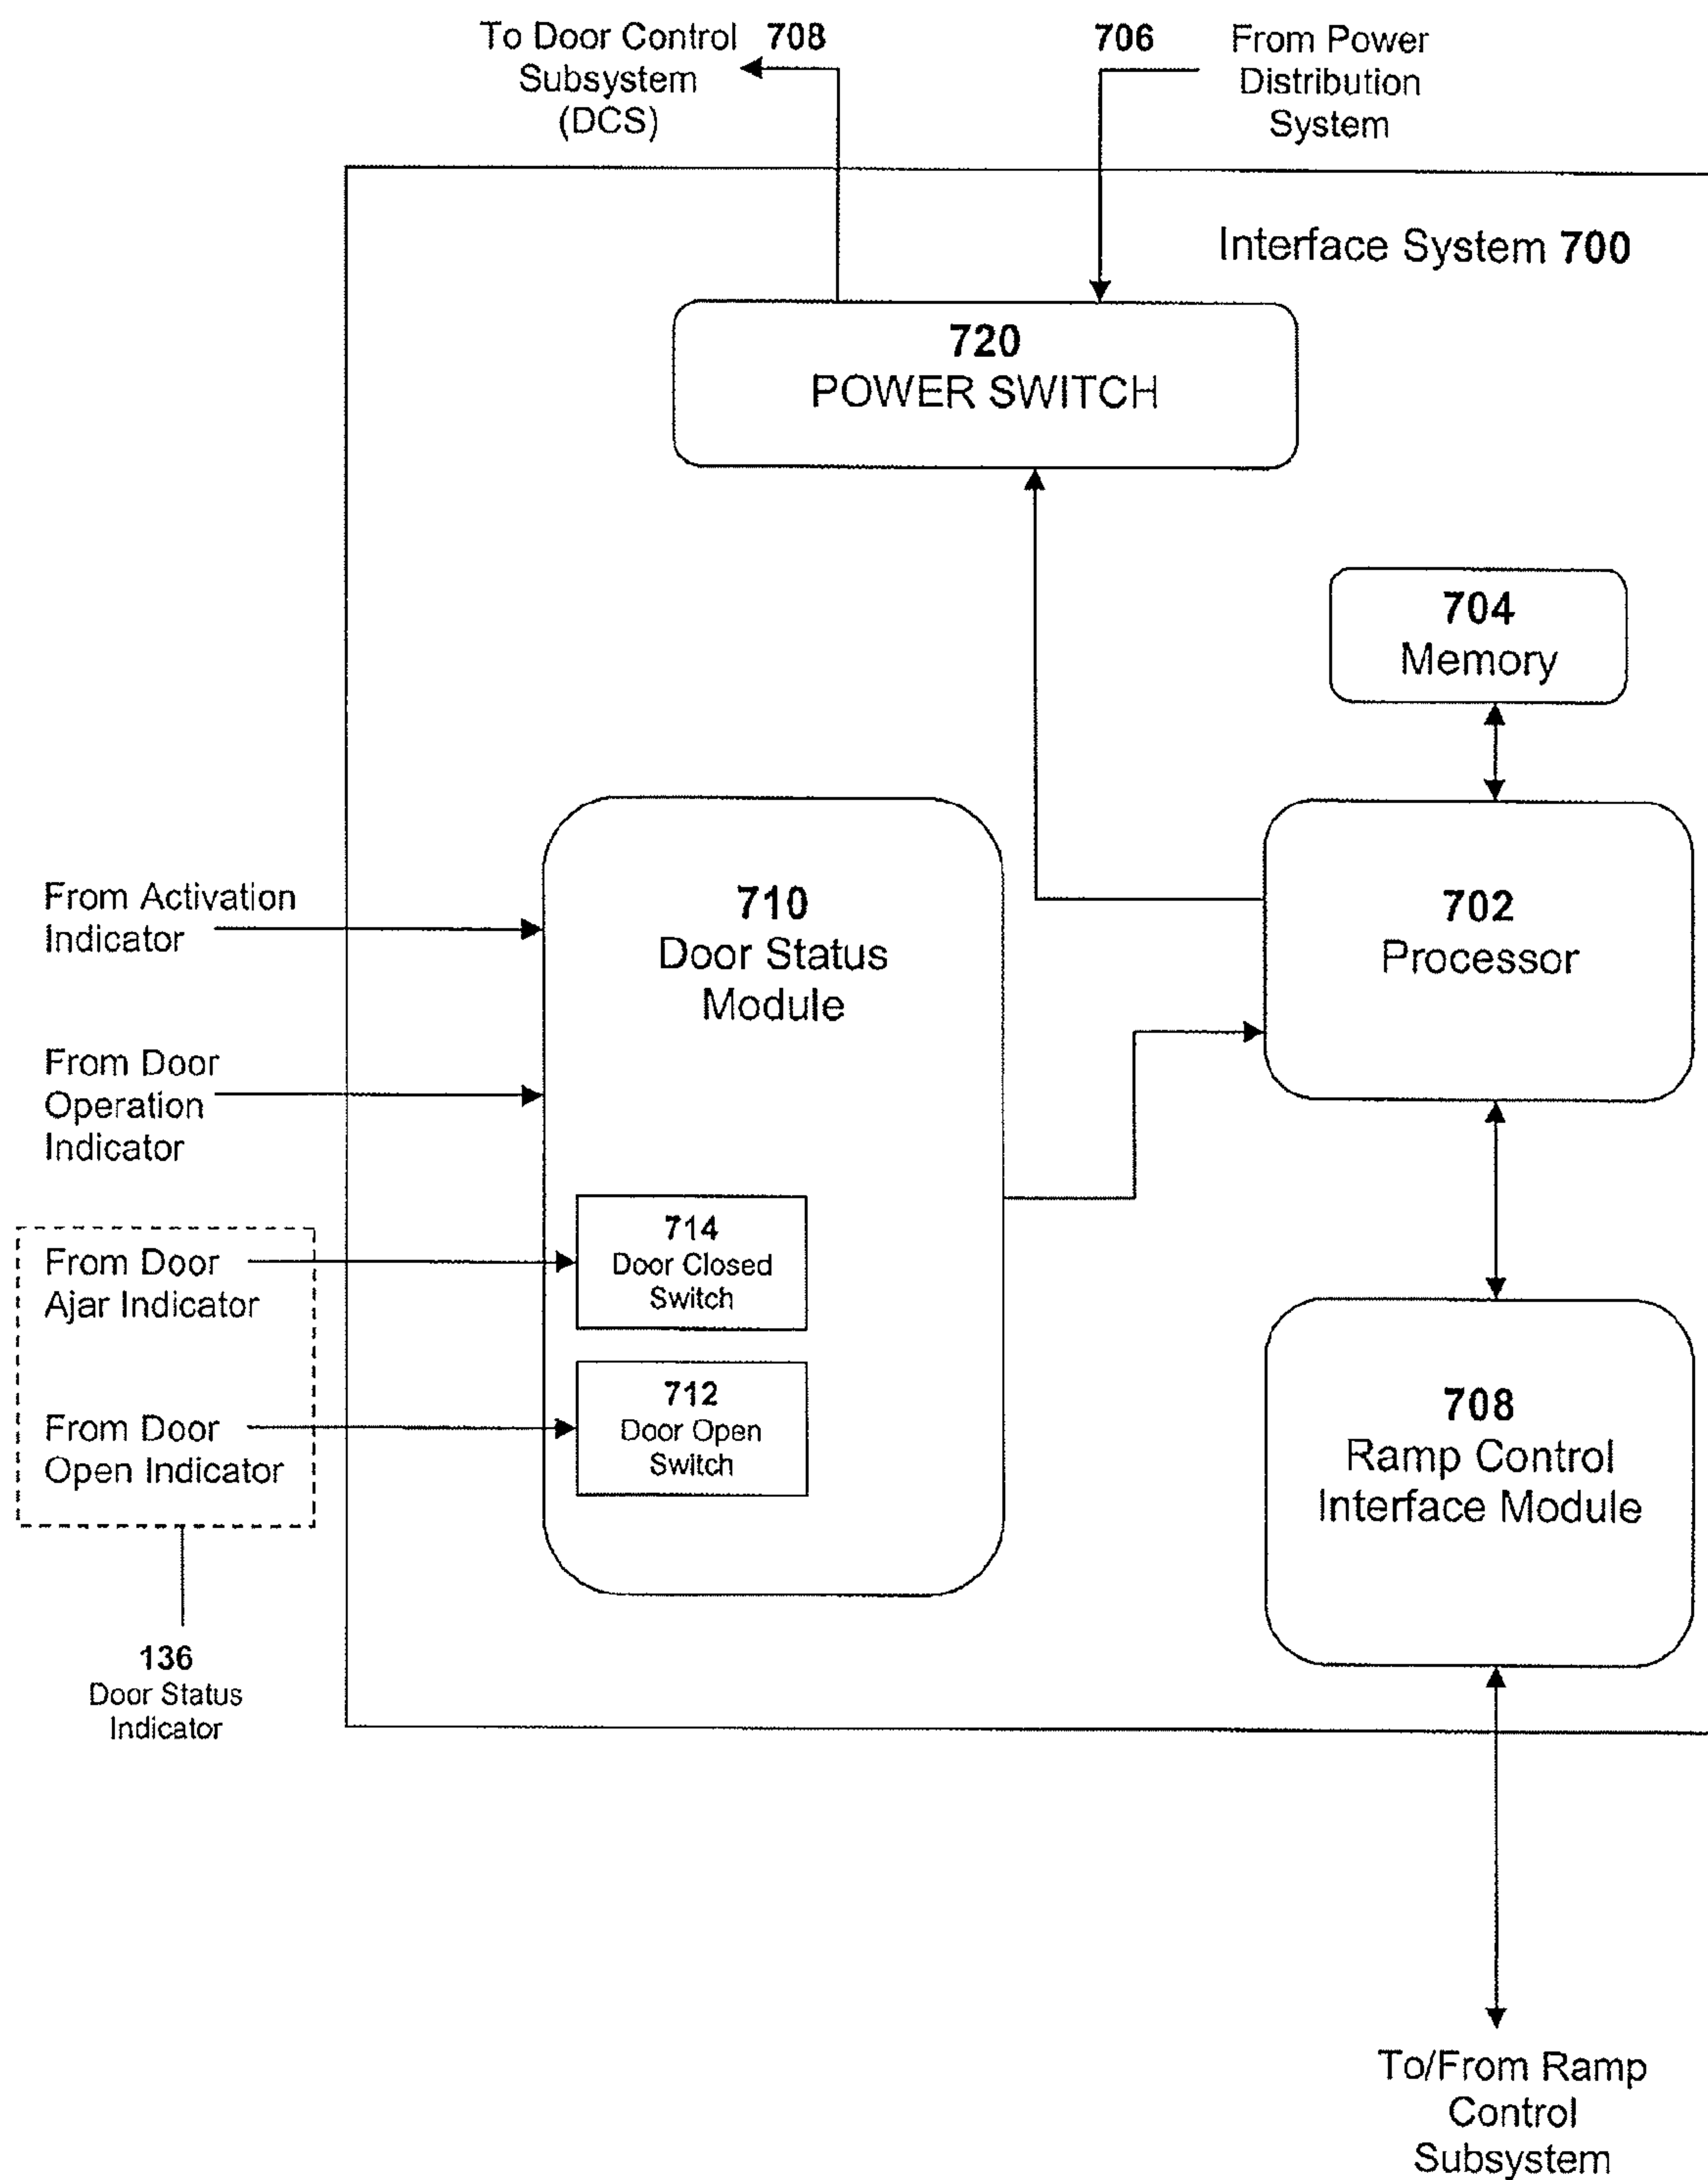 To Door Control 708
Subsystem
(DCS)
706 From Power
Distribution
System
Interface System 700
720
POWER SWITCH
704
Memory
702
Processor
710
Door Status
Module
From Activation
Indicator
From Door
Operation
Indicator
714
Door Closed
Switch
From Door
Ajar Indicator
712
Door Open
Switch
From Door
Open Indicator
708
Ramp Control
Interface Module
136
Door Status
Indicator
To/From Ramp
Control
Subsystem